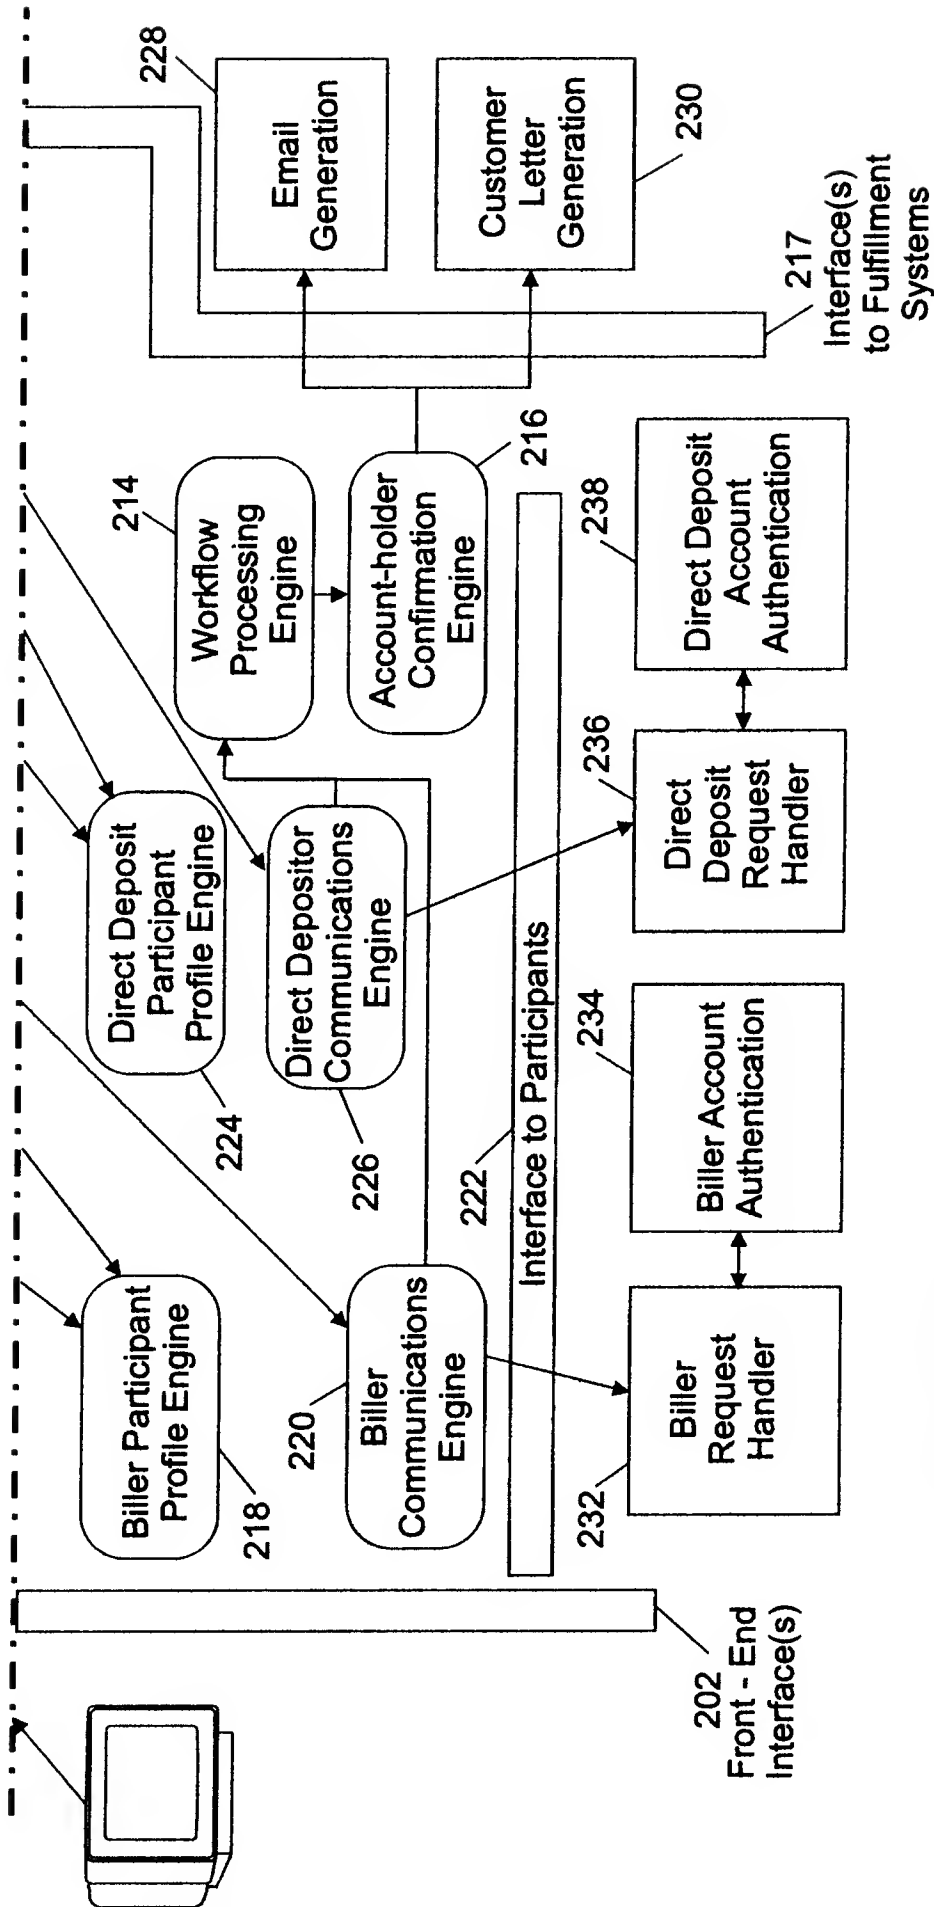 228
Email
Generation
Customer
Letter
Generation
230
217
Interface(s)
to Fulfillment
Systems
214
Workflow
Processing
Engine
Account-holder
Confirmation
Engine
216
Direct Deposit
Participant
Profile Engine
224
Direct Depositor
Communications
Engine
226
Biller Participant
Profile Engine
218
220
Biller
Communications
Engine
222
Interface to Participants
238
Direct Deposit
Account
Authentication
236
Direct
Deposit
Request
Handler
234
Biller Account
Authentication
232
Biller
Request
Handler
202
Front - End
Interface(s)